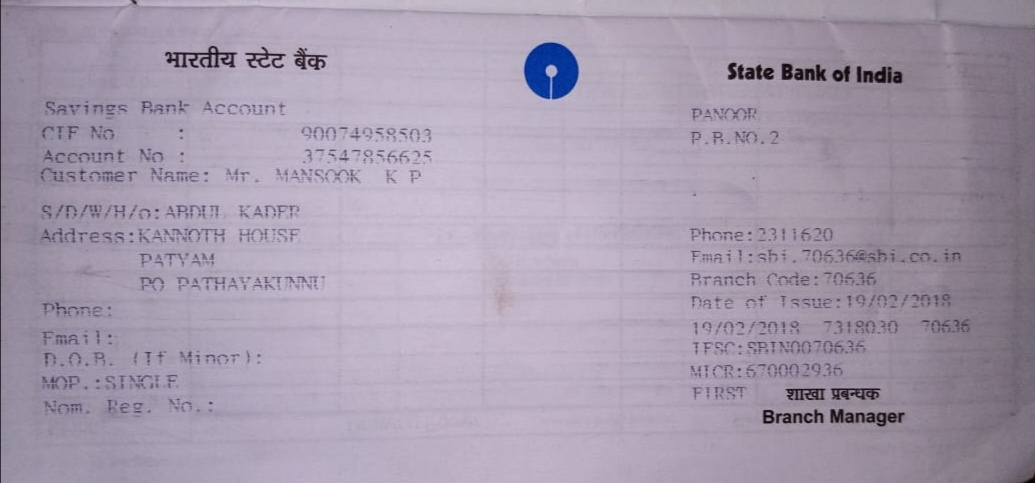 भारतीय स्टेट बैंक
State Bank of India
Savings Bank Account
CIF No : 90074958503
Account No : 37547856625
Customer Name: Mr. MANSOOK K P
S/D/W/H/o: ABDUL KADER
Address: KANNOTH HOUSE
PATYAM
PO PATHAYAKUNNU
Phone:
Email:
D.O.B. (If Minor):
MOP.: SINGLE
Nom. Reg. No.:
PANOOR
P.B.NO.2
Phone:2311620
Email:sbi.70636@sbi.co.in
Branch Code:70636
Date of Issue:19/02/2018
19/02/2018 7318030 70636
IFSC:SBIN0070636
MICR:670002936
FIRST शाखा प्रबन्धक
Branch Manager